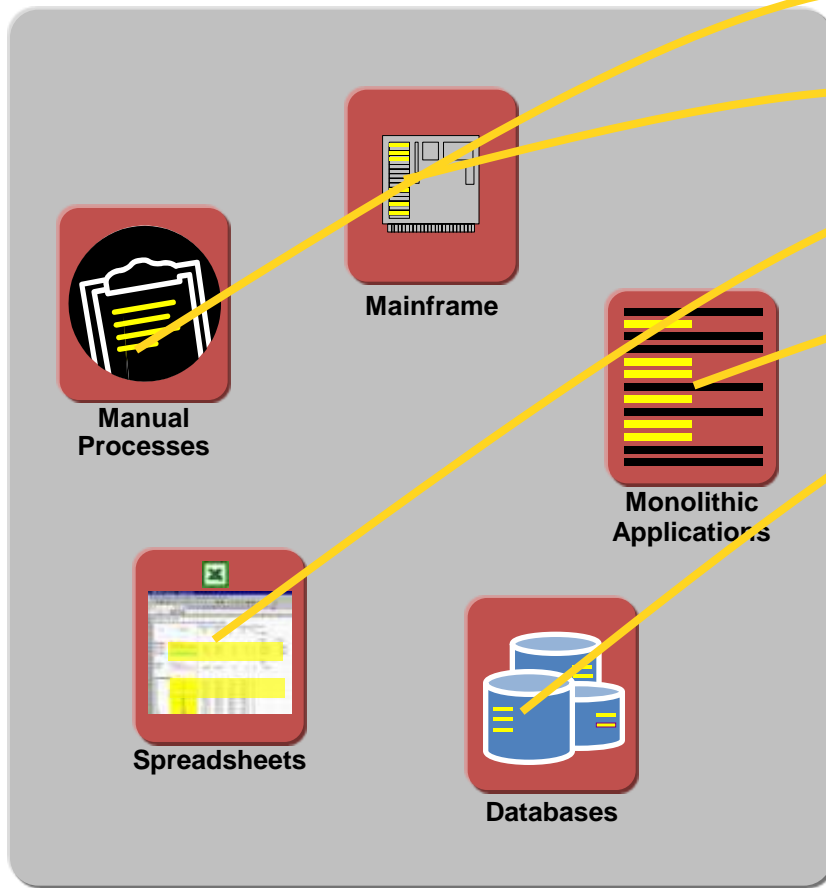 Mainframe
Manual
Processes
Monolithic
Applications
Spreadsheets
Databases